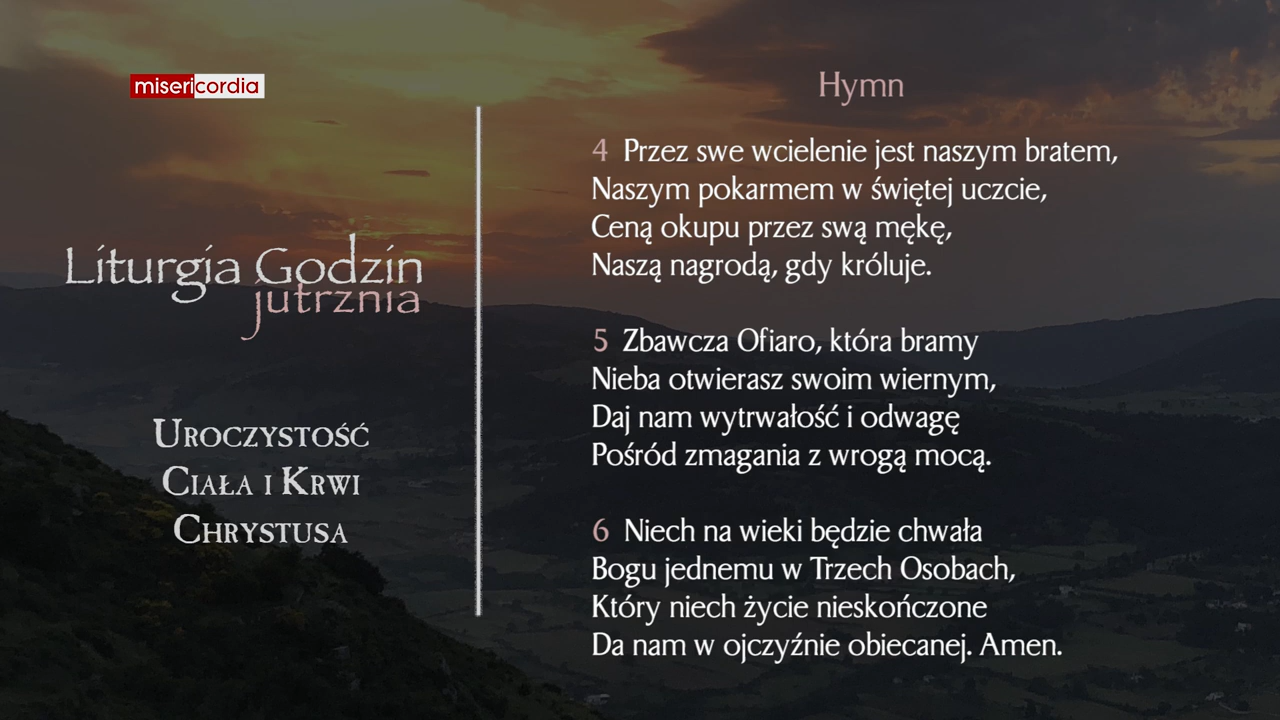 misericordia
Liturgia Godzin
jutrznia
Uroczystość
Ciała i Krwi
Chrystusa
Hymn
4 Przez swe wcielenie jest naszym bratem,
Naszym pokarmem w świętej uczcie,
Ceną okupu przez swą mękę,
Naszą nagrodą, gdy króluje.
5 Zbawcza Ofiaro, która bramy
Nieba otwierasz swoim wiernym,
Daj nam wytrwałość i odwagę
Pośród zmagania z wrogą mocą.
6 Niech na wieki będzie chwała
Bogu jednemu w Trzech Osobach,
Który niech życie nieskończone
Da nam w ojczyźnie obiecanej. Amen.